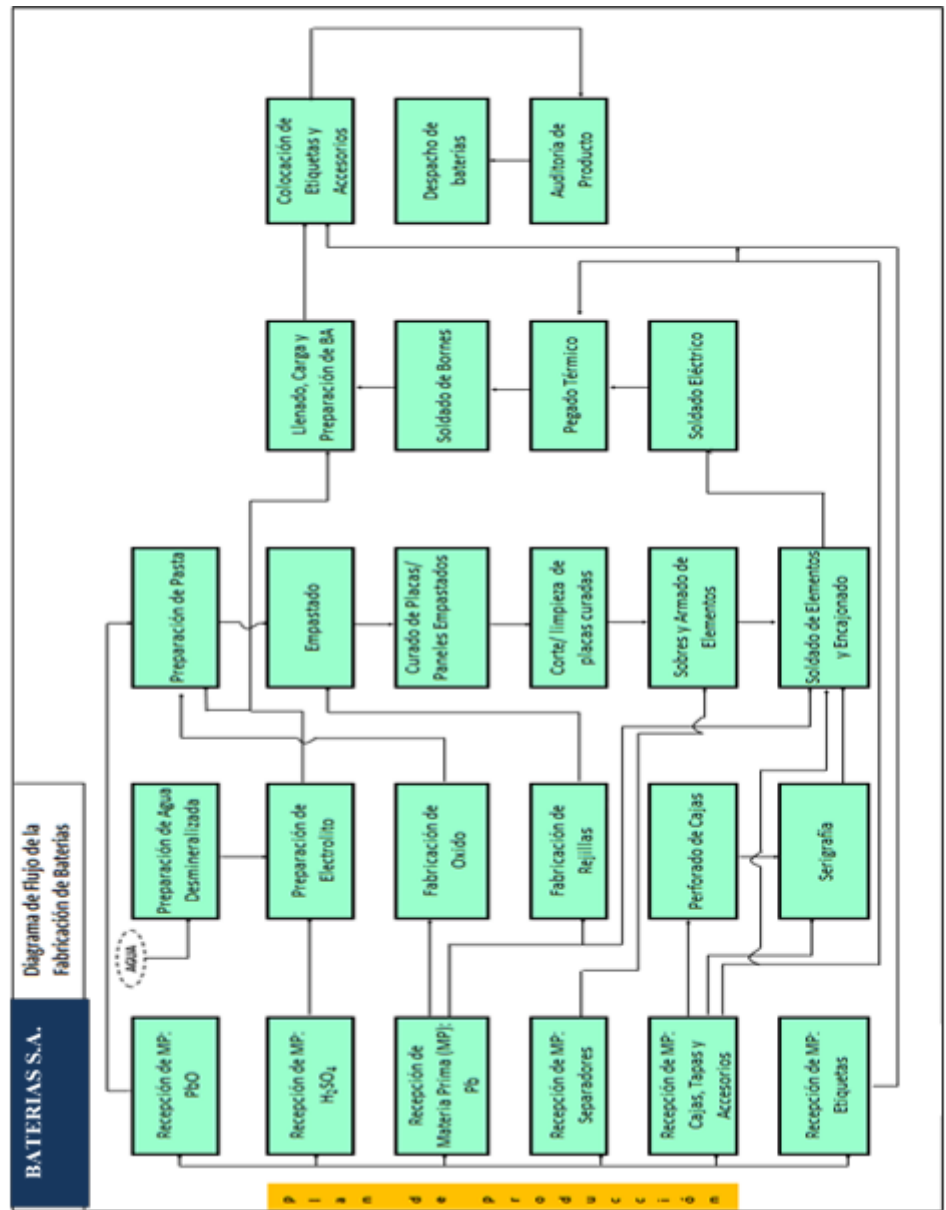 BATERIAS S.A.
Diagrama de Flujo de la
Fabricación de Baterias
Plan de producción
Recepción de MP:
PbO
Recepción de MP:
H₂SO₄
Recepción de
Materia Prima (MP):
Pb
Recepción de MP:
Separadores
Recepción de MP:
Cajas, Tapas y
Accesorios
Recepción de MP:
Etiquetas
AGUA
Preparación de Agua
Desmineralizada
Preparación de
Electrolito
Fabricación de
Oxido
Fabricación de
Rejillas
Perforado de Cajas
Serigrafía
Preparación de Pasta
Empastado
Curado de Placas/
Paneles Empastados
Corte/ limpieza de
placas curadas
Sobres y Armado de
Elementos
Soldado de Elementos
y Encajonado
Llenado, Carga y
Preparación de BA
Soldado de Bornes
Pegado Térmico
Soldado Eléctrico
Colocación de
Etiquetas y
Accesorios
Despacho de
baterias
Auditoría de
Producto